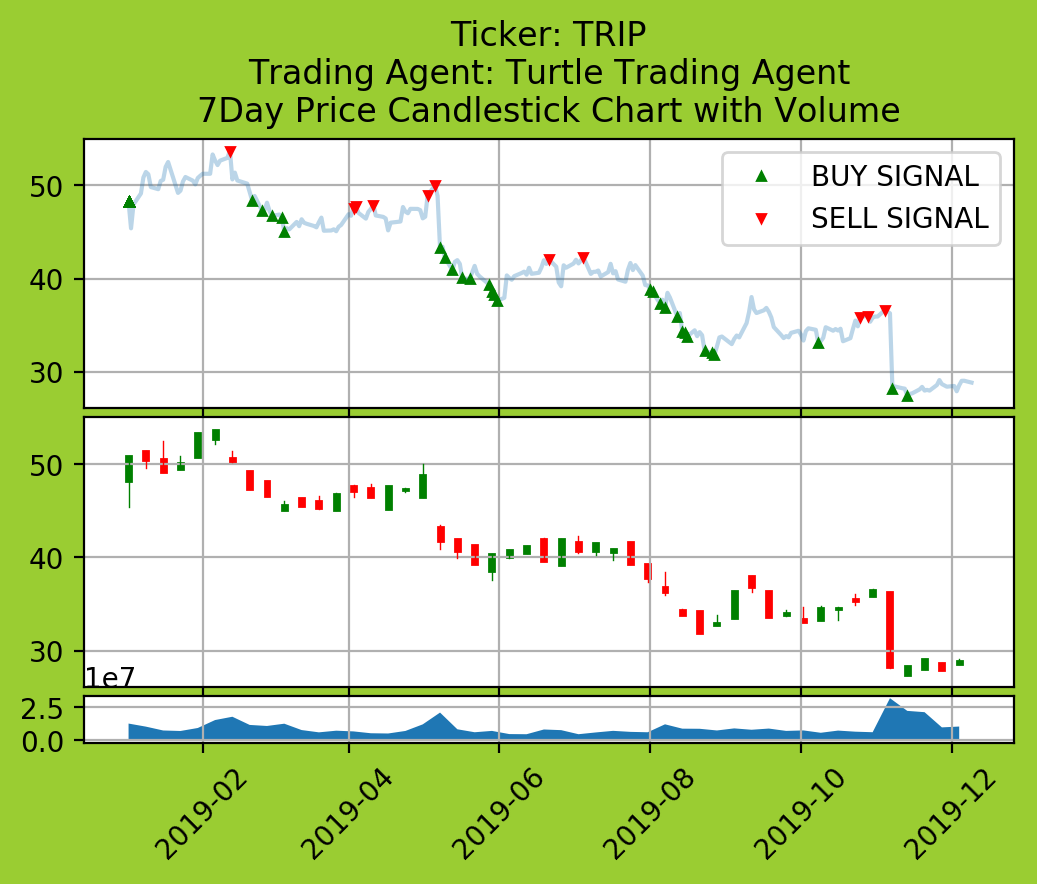 Ticker: TRIP
Trading Agent: Turtle Trading Agent
7Day Price Candlestick Chart with Volume
BUY SIGNAL
SELL SIGNAL
50
40
30
50
40
30
1e7
2.5
0.0
2019-02
2019-04
2019-06
2019-08
2019-10
2019-12